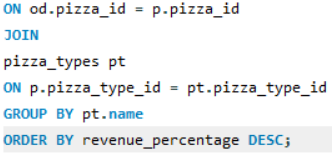 ON od.pizza_id = p.pizza_id
JOIN
pizza_types pt
ON p.pizza_type_id = pt.pizza_type_id
GROUP BY pt.name
ORDER BY revenue_percentage DESC;